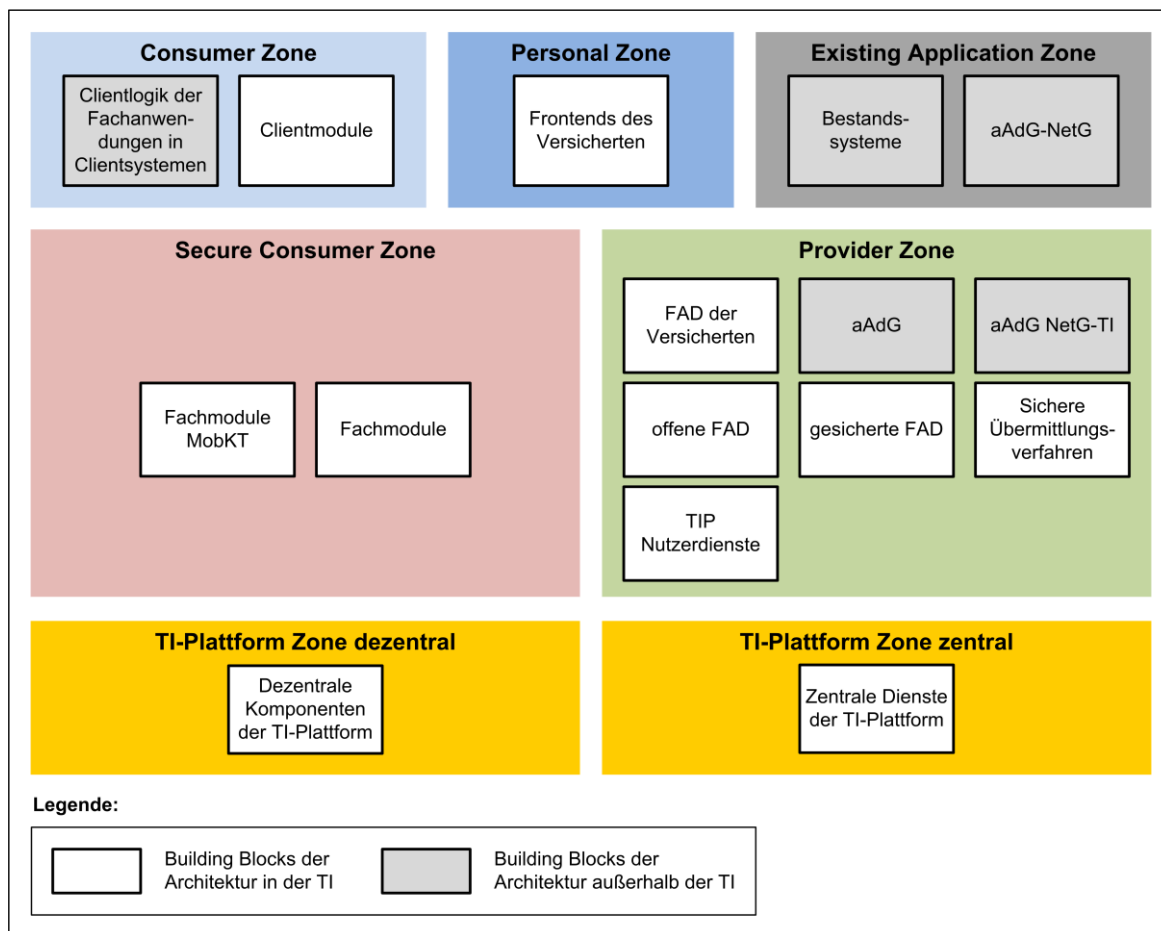 Consumer Zone
Clientlogik der
Fachanwen-
dungen in
Clientsystemen
Clientmodule
Personal Zone
Frontends des
Versicherten
Existing Application Zone
Bestands-
systeme
aAdG-NetG
Secure Consumer Zone
Fachmodule
MobKT
Fachmodule
Provider Zone
FAD der
Versicherten
aAdG
aAdG NetG-TI
offene FAD
gesicherte FAD
Sichere
Übermittlungs-
verfahren
TIP
Nutzerdienste
TI-Plattform Zone dezentral
Dezentrale
Komponenten
der TI-Plattform
TI-Plattform Zone zentral
Zentrale Dienste
der TI-Plattform
Legende:
Building Blocks der
Architektur in der TI
Building Blocks der
Architektur außerhalb der TI